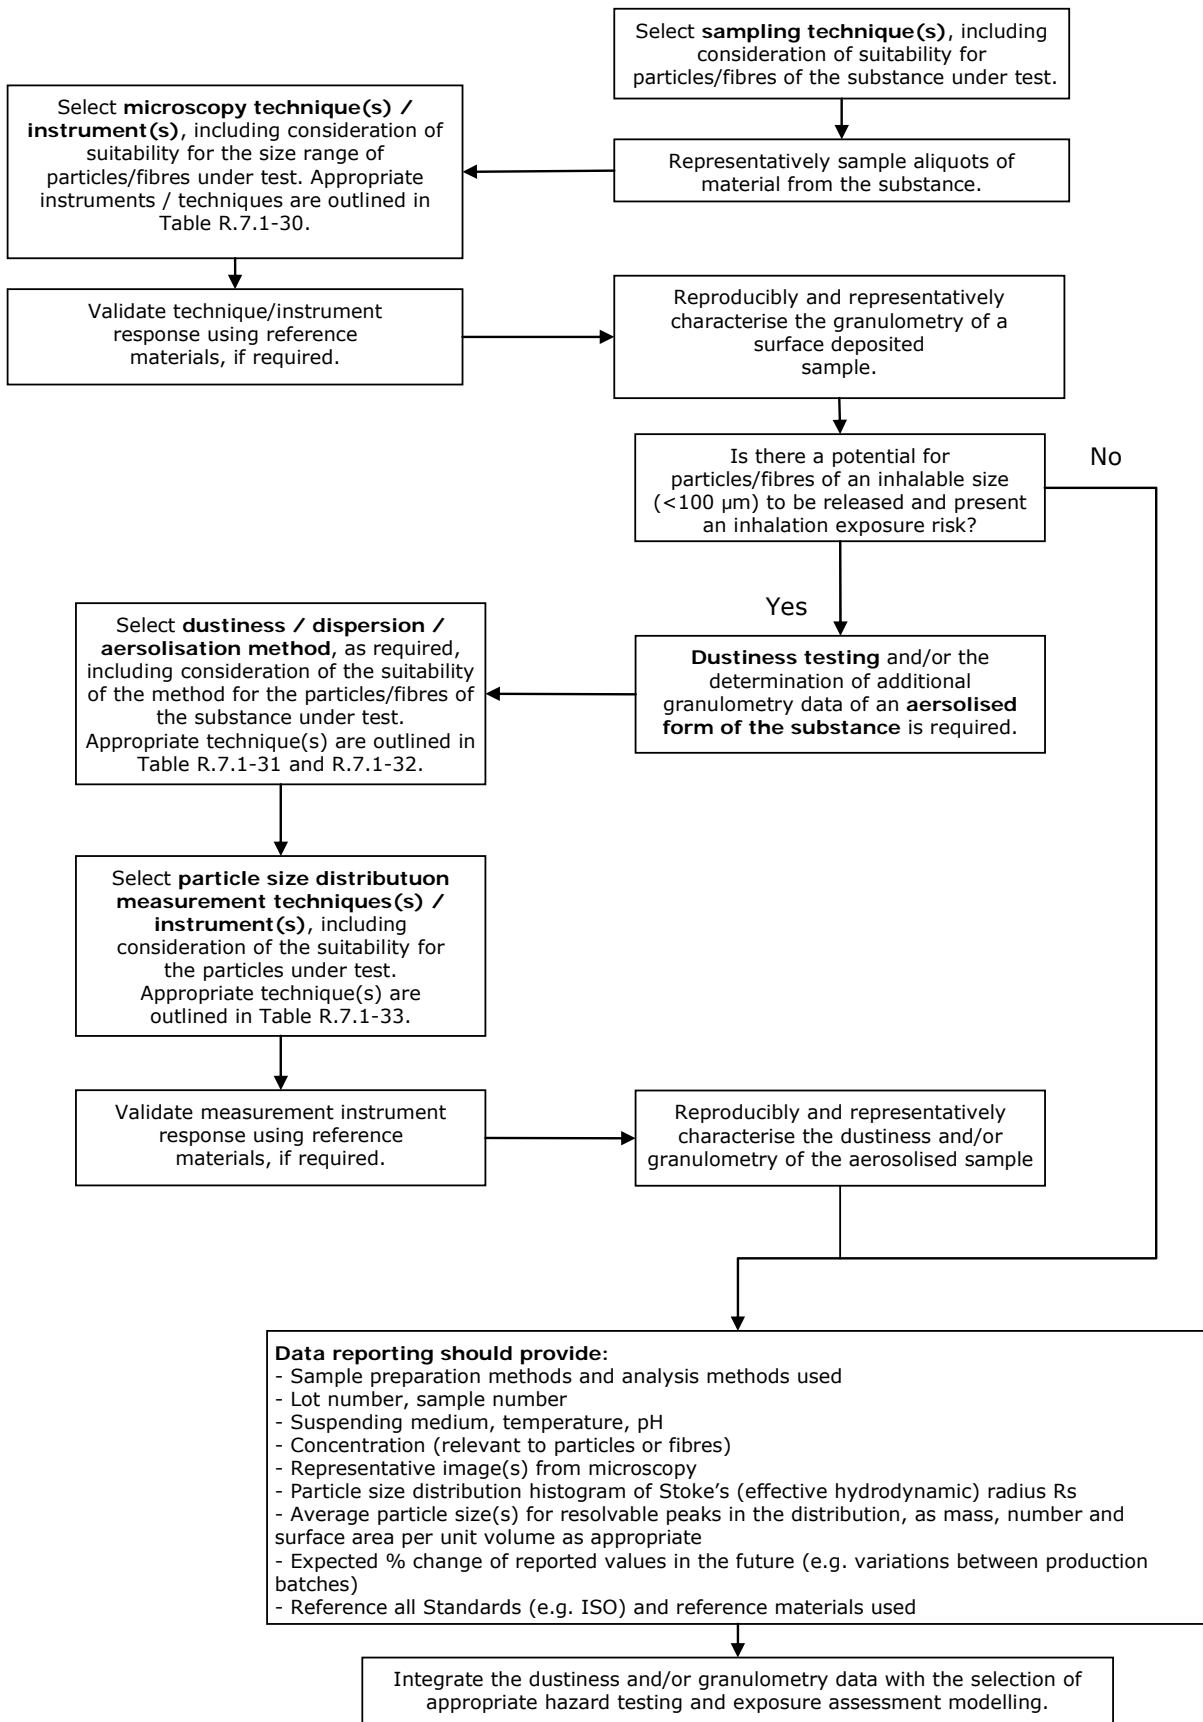 Select sampling technique(s), including
consideration of suitability for
particles/fibres of the substance under test.
Representatively sample aliquots of
material from the substance.
Select microscopy technique(s) /
instrument(s), including consideration of
suitability for the size range of
particles/fibres under test. Appropriate
instruments / techniques are outlined in
Table R.7.1-30.
Validate technique/instrument
response using reference
materials, if required.
Reproducibly and representatively
characterise the granulometry of a
surface deposited
sample.
Is there a potential for
particles/fibres of an inhalable size
(<100 µm) to be released and present
an inhalation exposure risk?
No
Yes
Dustiness testing and/or the
determination of additional
granulometry data of an aersolised
form of the substance is required.
Select dustiness / dispersion /
aersolisation method, as required,
including consideration of the suitability
of the method for the particles/fibres of
the substance under test.
Appropriate technique(s) are outlined in
Table R.7.1-31 and R.7.1-32.
Select particle size distributuon
measurement techniques(s) /
instrument(s), including
consideration of the suitability for
the particles under test.
Appropriate technique(s) are
outlined in Table R.7.1-33.
Validate measurement instrument
response using reference
materials, if required.
Reproducibly and representatively
characterise the dustiness and/or
granulometry of the aerosolised sample
Data reporting should provide:
- Sample preparation methods and analysis methods used
- Lot number, sample number
- Suspending medium, temperature, pH
- Concentration (relevant to particles or fibres)
- Representative image(s) from microscopy
- Particle size distribution histogram of Stoke's (effective hydrodynamic) radius Rs
- Average particle size(s) for resolvable peaks in the distribution, as mass, number and
surface area per unit volume as appropriate
- Expected % change of reported values in the future (e.g. variations between production
batches)
- Reference all Standards (e.g. ISO) and reference materials used
Integrate the dustiness and/or granulometry data with the selection of
appropriate hazard testing and exposure assessment modelling.